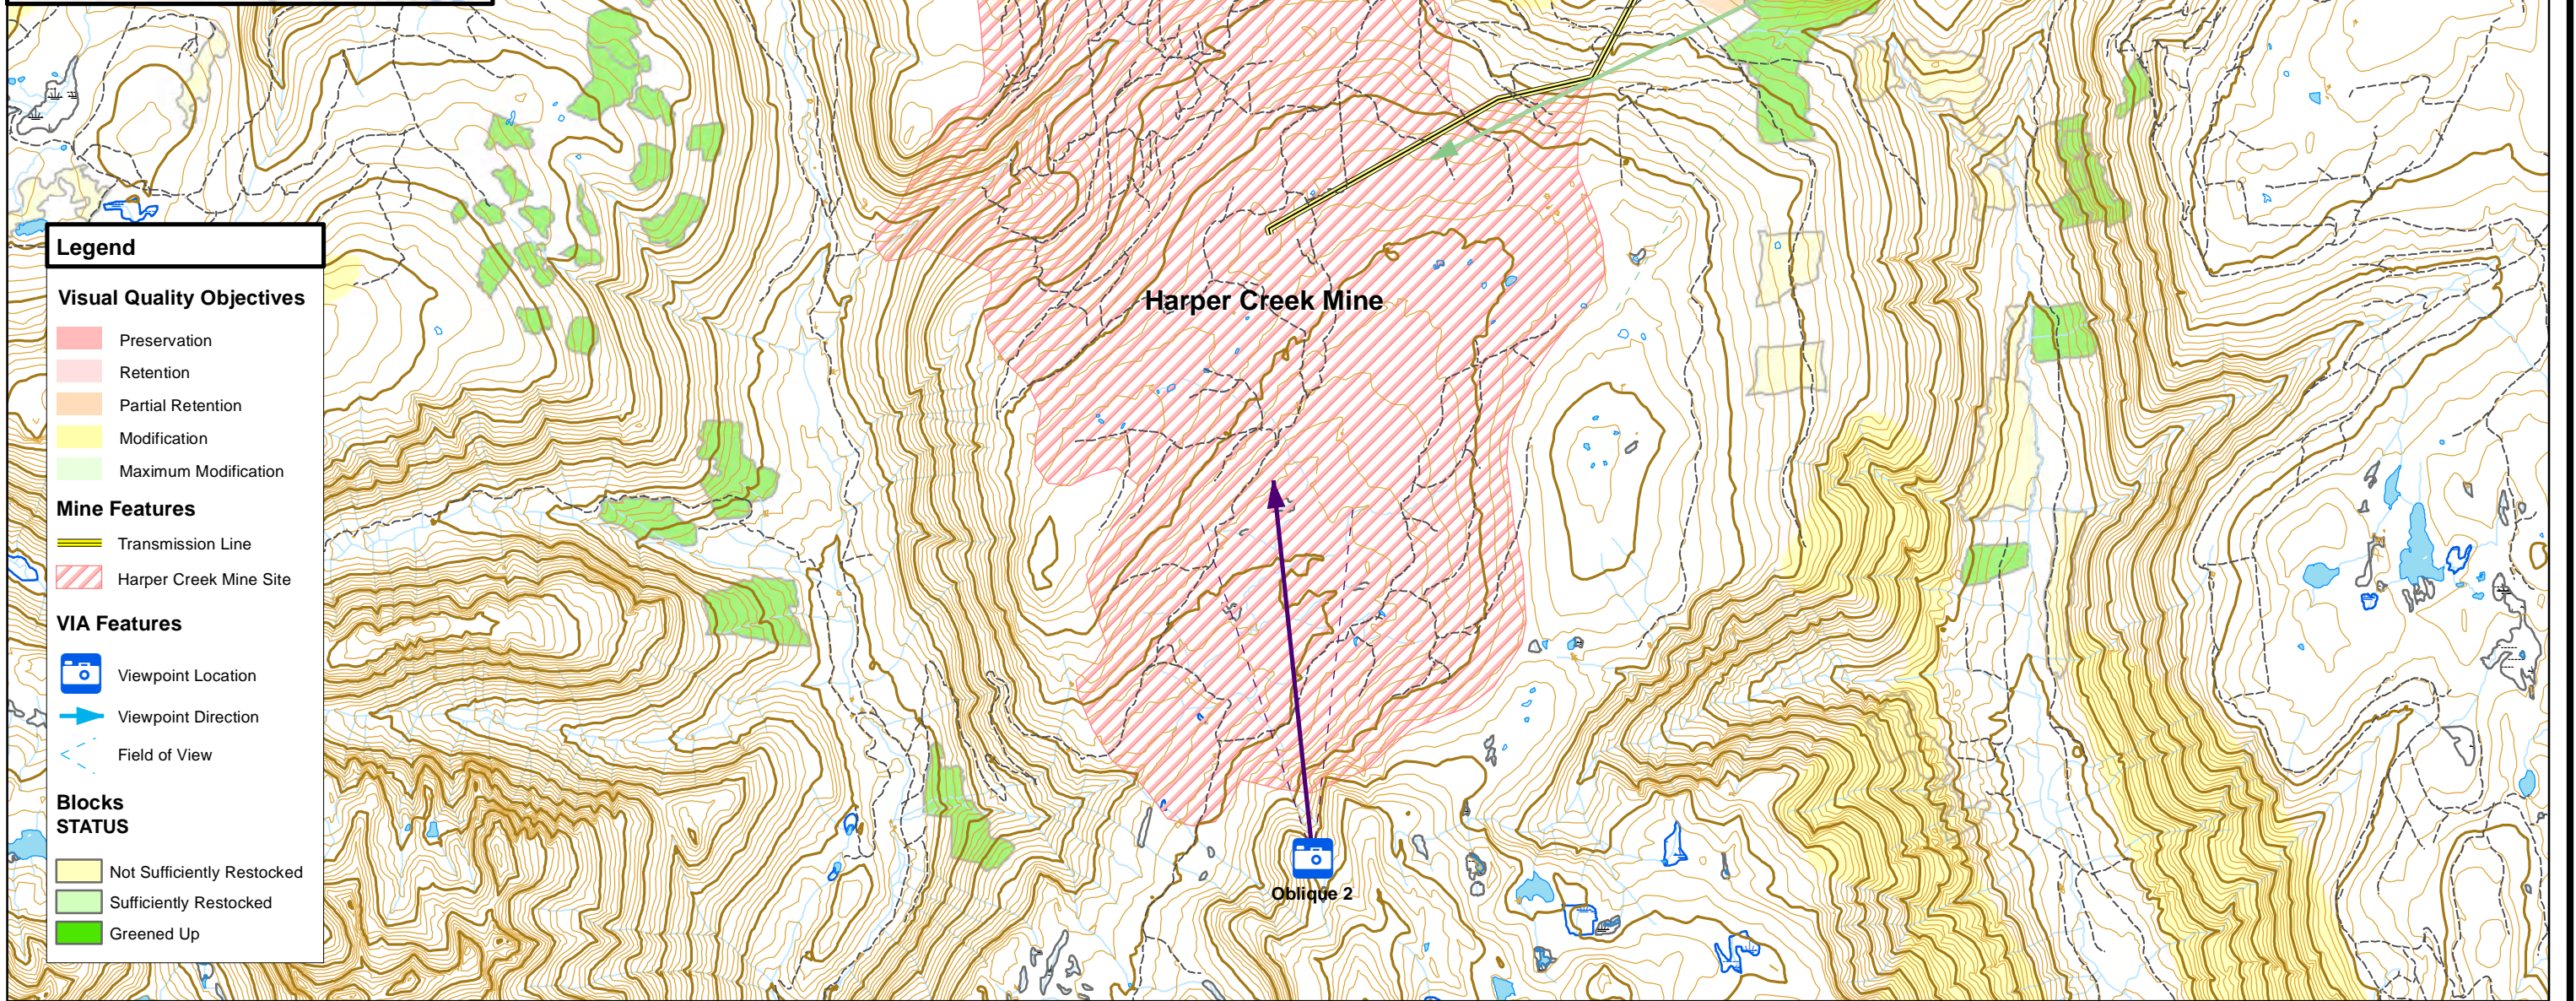 Harper Creek Mine
Oblique 2
Legend
Visual Quality Objectives
Preservation
Retention
Partial Retention
Modification
Maximum Modification
Mine Features
Transmission Line
Harper Creek Mine Site
VIA Features
Viewpoint Location
Viewpoint Direction
Field of View
Blocks
STATUS
Not Sufficiently Restocked
Sufficiently Restocked
Greened Up